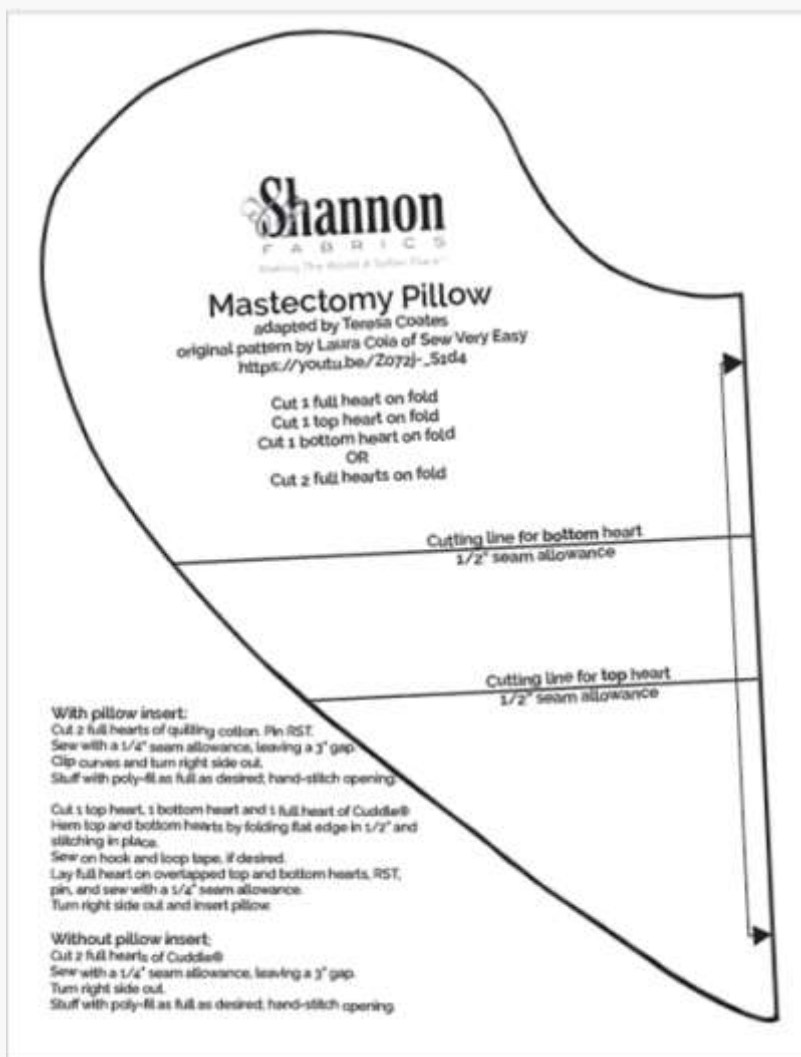 Shannon
FABRICS
Making The World A Softer Place™
Mastectomy Pillow
adapted by Teresa Coates
original pattern by Laura Coia of Sew Very Easy
https://youtu.be/Zo72j-_S1d4
Cut 1 full heart on fold
Cut 1 top heart on fold
Cut 1 bottom heart on fold
OR
Cut 2 full hearts on fold
Cutting line for bottom heart
1/2" seam allowance
Cutting line for top heart
1/2" seam allowance
With pillow insert:
Cut 2 full hearts of quilting cotton. Pin RST.
Sew with a 1/4" seam allowance, leaving a 3" gap.
Clip curves and turn right side out.
Stuff with poly-fil as full as desired; hand-stitch opening.
Cut 1 top heart, 1 bottom heart and 1 full heart of Cuddle®
Hem top and bottom hearts by folding flat edge in 1/2" and
stitching in place.
Sew on hook and loop tape, if desired.
Lay full heart on overlapped top and bottom hearts, RST,
pin, and sew with a 1/4" seam allowance.
Turn right side out and insert pillow.
Without pillow insert:
Cut 2 full hearts of Cuddle®
Sew with a 1/4" seam allowance, leaving a 3" gap.
Turn right side out.
Stuff with poly-fil as full as desired; hand-stitch opening.